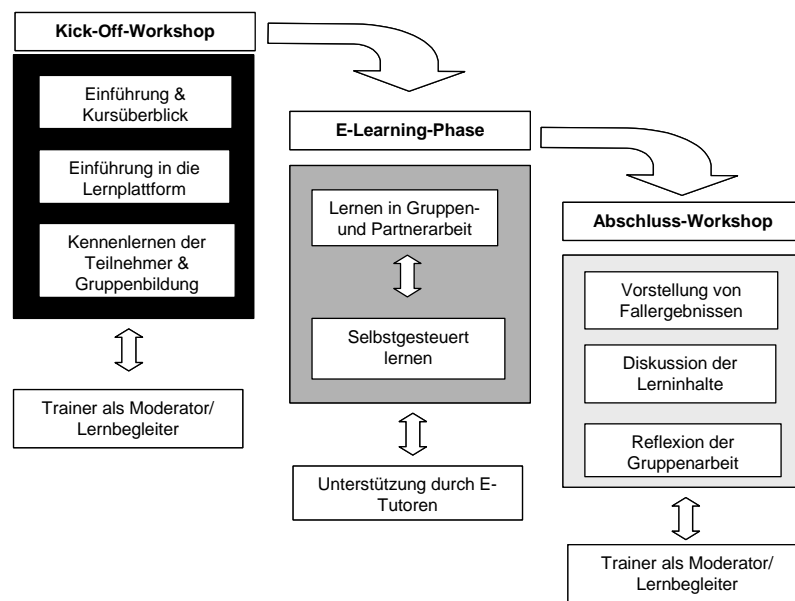 Kick-Off-Workshop
Einführung &
Kursüberblick
Einführung in die
Lernplattform
Kennenlernen der
Teilnehmer &
Gruppenbildung
Trainer als Moderator/
Lernbegleiter
E-Learning-Phase
Lernen in Gruppen-
und Partnerarbeit
Selbstgesteuert
lernen
Unterstützung durch E-
Tutoren
Abschluss-Workshop
Vorstellung von
Fallergebnissen
Diskussion der
Lerninhalte
Reflexion der
Gruppenarbeit
Trainer als Moderator/
Lernbegleiter